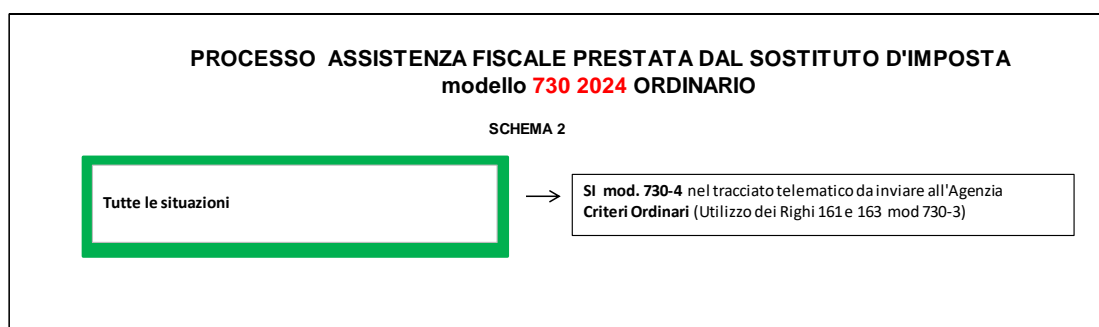 PROCESSO ASSISTENZA FISCALE PRESTATA DAL SOSTITUTO D'IMPOSTA
modello 730 2024 ORDINARIO
SCHEMA 2
Tutte le situazioni
SI mod. 730-4 nel tracciato telematico da inviare all'Agenzia
Criteri Ordinari (Utilizzo dei Righi 161 e 163 mod 730-3)